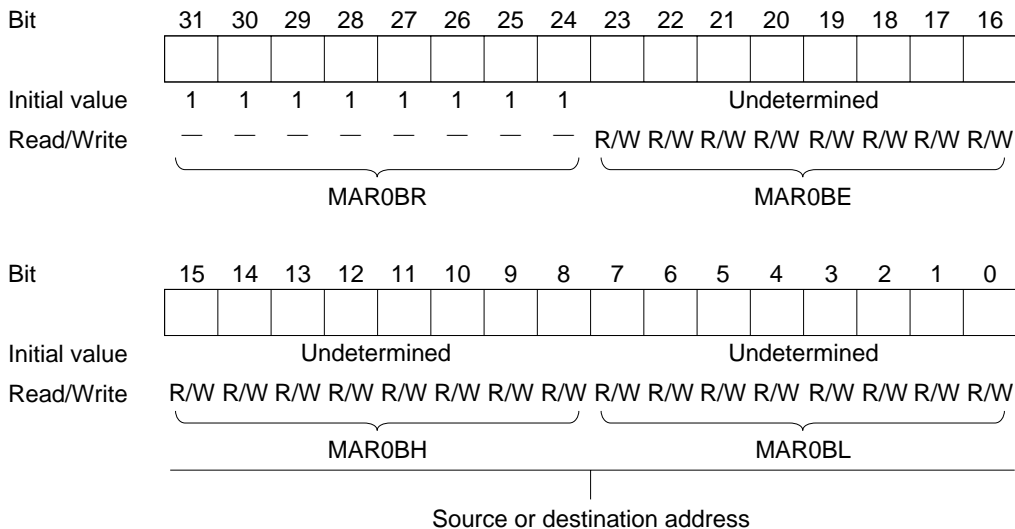 Bit 31 30 29 28 27 26 25 24 23 22 21 20 19 18 17 16
Initial value 1 1 1 1 1 1 1 1 Undetermined
Read/Write — — — — — — — — R/W R/W R/W R/W R/W R/W R/W R/W
MAR0BR MAR0BE
Bit 15 14 13 12 11 10 9 8 7 6 5 4 3 2 1 0
Initial value Undetermined Undetermined
Read/Write R/W R/W R/W R/W R/W R/W R/W R/W R/W R/W R/W R/W R/W R/W R/W R/W
MAR0BH MAR0BL
Source or destination address